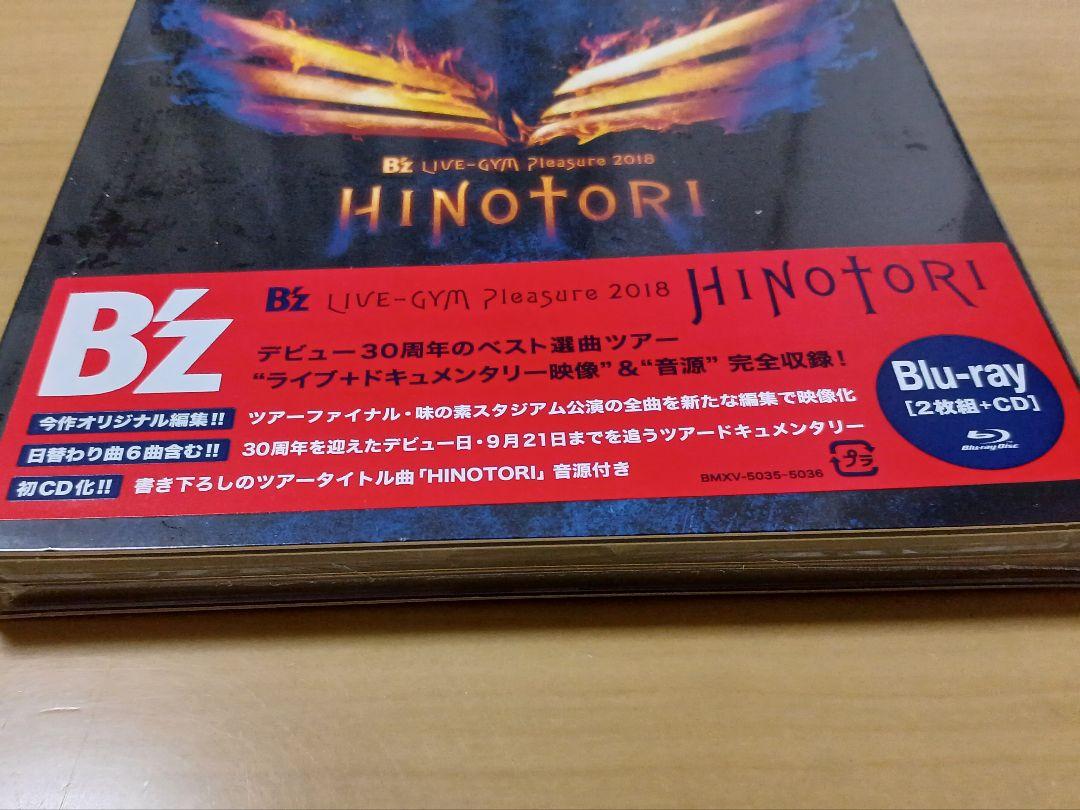 B'z LIVE-GYM Pleasure 2018
HINOTORI
B'z
B'z LIVE-GYM Pleasure 2018 HINOTORI
デビュー30周年のベスト選曲ツアー
“ライブ+ドキュメンタリー映像”&“音源” 完全収録!
今作オリジナル編集!! ツアーファイナル・味の素スタジアム公演の全曲を新たな編集で映像化
日替わり曲6曲含む!! 30周年を迎えたデビュー日・9月21日までを追うツアードキュメンタリー
初CD化!! 書き下ろしのツアータイトル曲「HINOTORI」音源付き
Blu-ray
[2枚組+CD]
Blu-ray Disc
プラ
BMXV-5035~5036